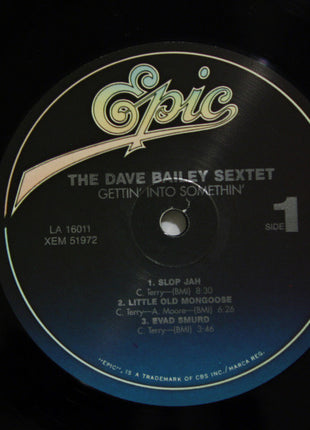 Epic
THE DAVE BAILEY SEXTET
GETTIN' INTO SOMETHIN'
LA 16011
XEM 51972
SIDE 1
1. SLOP JAH
C. Terry—(BMI) 8:30
2. LITTLE OLD MONGOOSE
C. Terry—A. Moore—(BMI) 6:26
3. EVAD SMURD
C. Terry—(BMI) 3:46
"EPIC", IS A TRADEMARK OF CBS INC./MARCA REG.